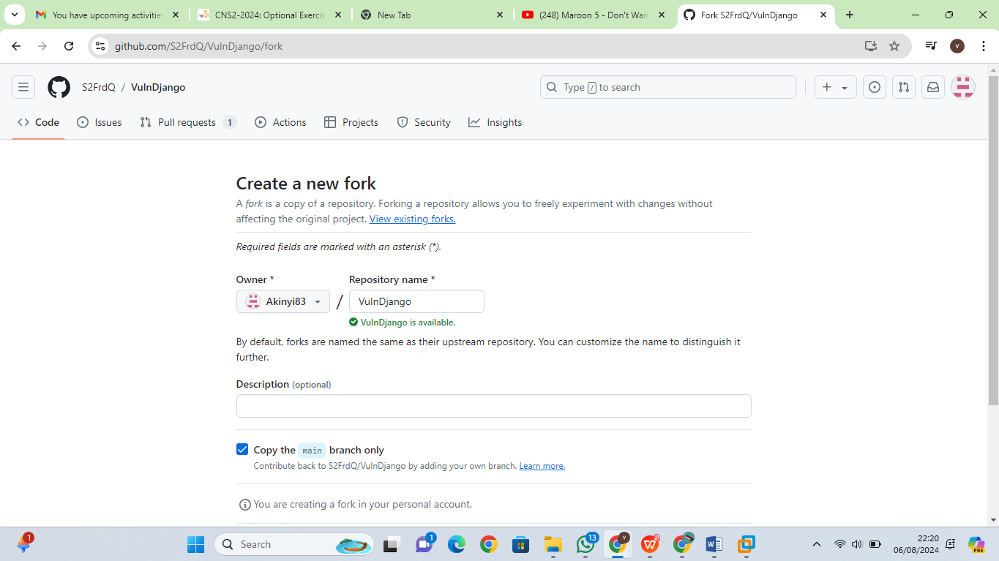 You have upcoming activities
CNS2-2024: Optional Exercis
New Tab
(248) Maroon 5 - Don't Wan
Fork S2FrdQ/VulnDjango
github.com/S2FrdQ/VulnDjango/fork
V
S2FrdQ / VulnDjango
Type / to search
Code
Issues
Pull requests 1
Actions
Projects
Security
Insights
Create a new fork
A fork is a copy of a repository. Forking a repository allows you to freely experiment with changes without
affecting the original project. View existing forks.
Required fields are marked with an asterisk (*).
Owner *
Repository name *
Akinyi83
/
VulnDjango
VulnDjango is available.
By default, forks are named the same as their upstream repository. You can customize the name to distinguish it
further.
Description (optional)
Copy the main branch only
Contribute back to S2FrdQ/VulnDjango by adding your own branch. Learn more.
You are creating a fork in your personal account.
1
Search
1
13
V
W
W
PRE
22:20
06/08/2024